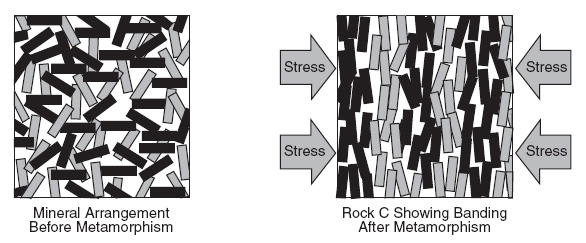 Stress
Stress
Stress
Stress
Mineral Arrangement
Before Metamorphism
Rock C Showing Banding
After Metamorphism